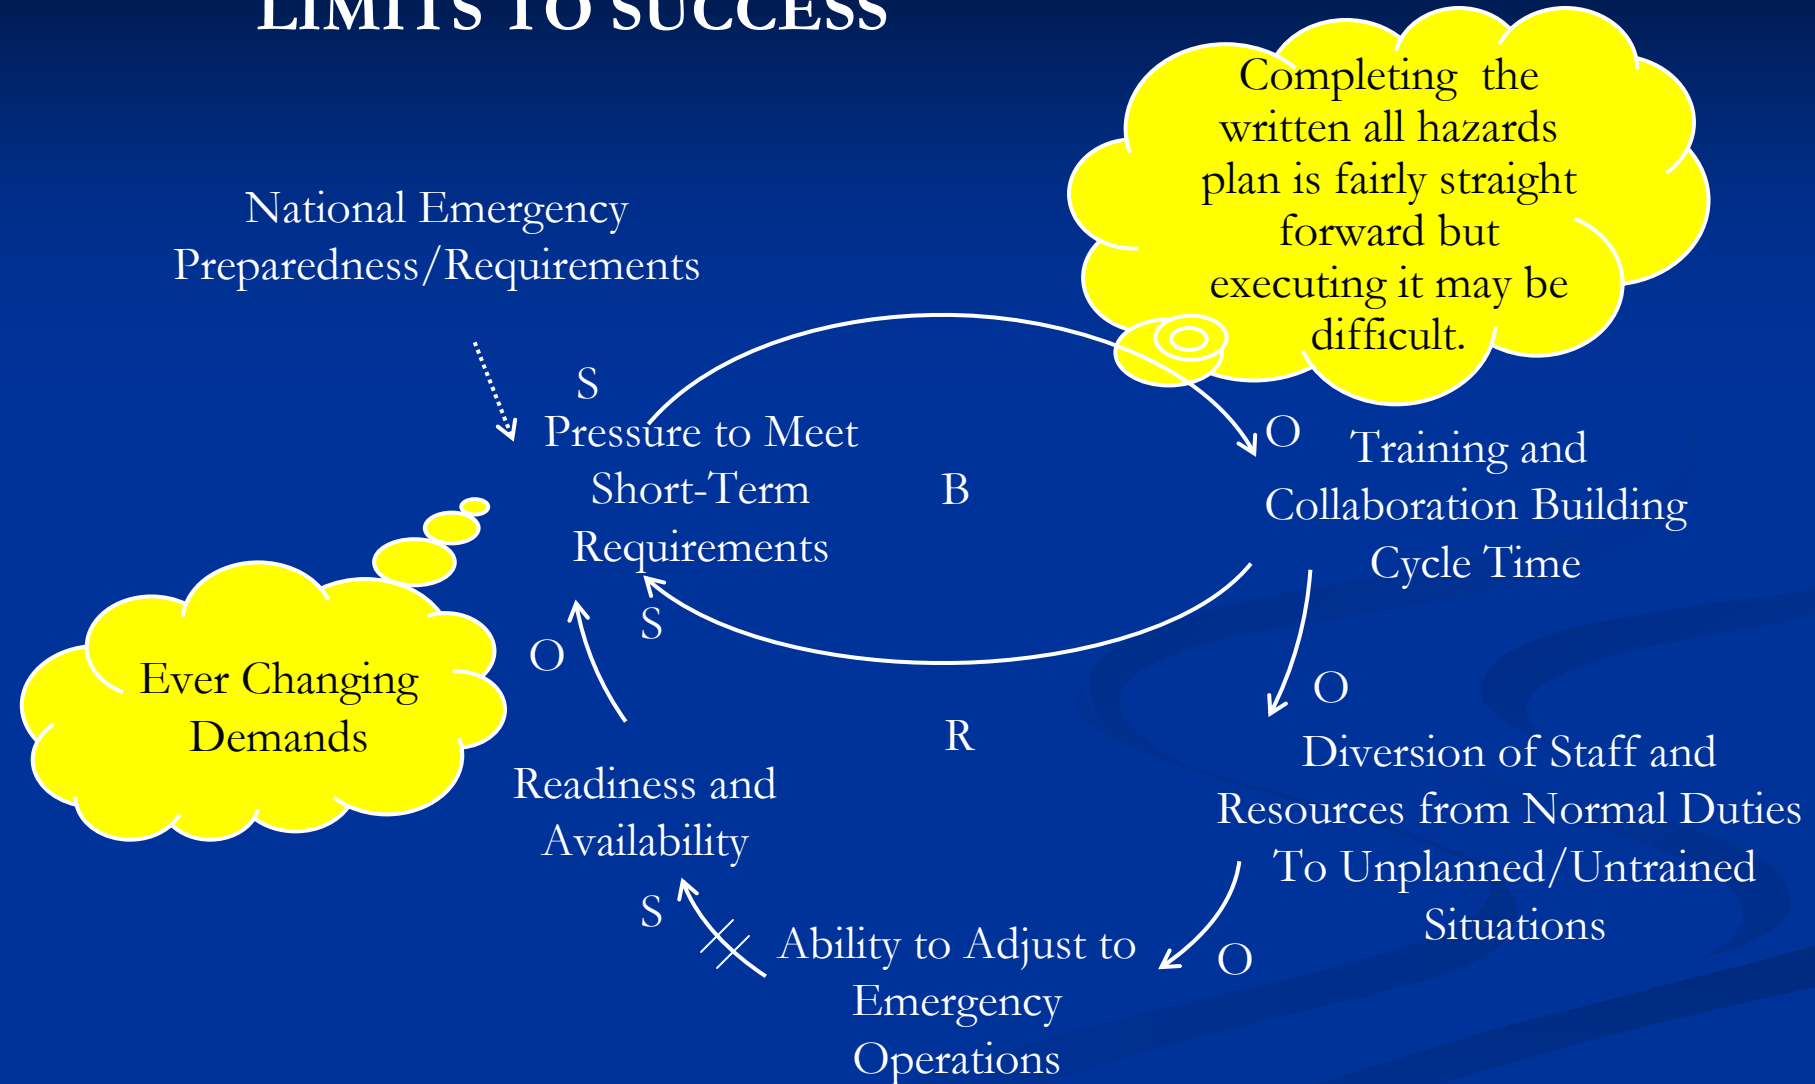 LIMITS TO SUCCESS
Completing the
written all hazards
plan is fairly straight
forward but
executing it may be
difficult.
National Emergency
Preparedness/Requirements
S
Pressure to Meet
Short-Term
Requirements
B
O
Training and
Collaboration Building
Cycle Time
S
O
O
Ever Changing
Demands
R
Diversion of Staff and
Resources from Normal Duties
To Unplanned/Untrained
Situations
Readiness and
Availability
S
Ability to Adjust to
Emergency
Operations
O